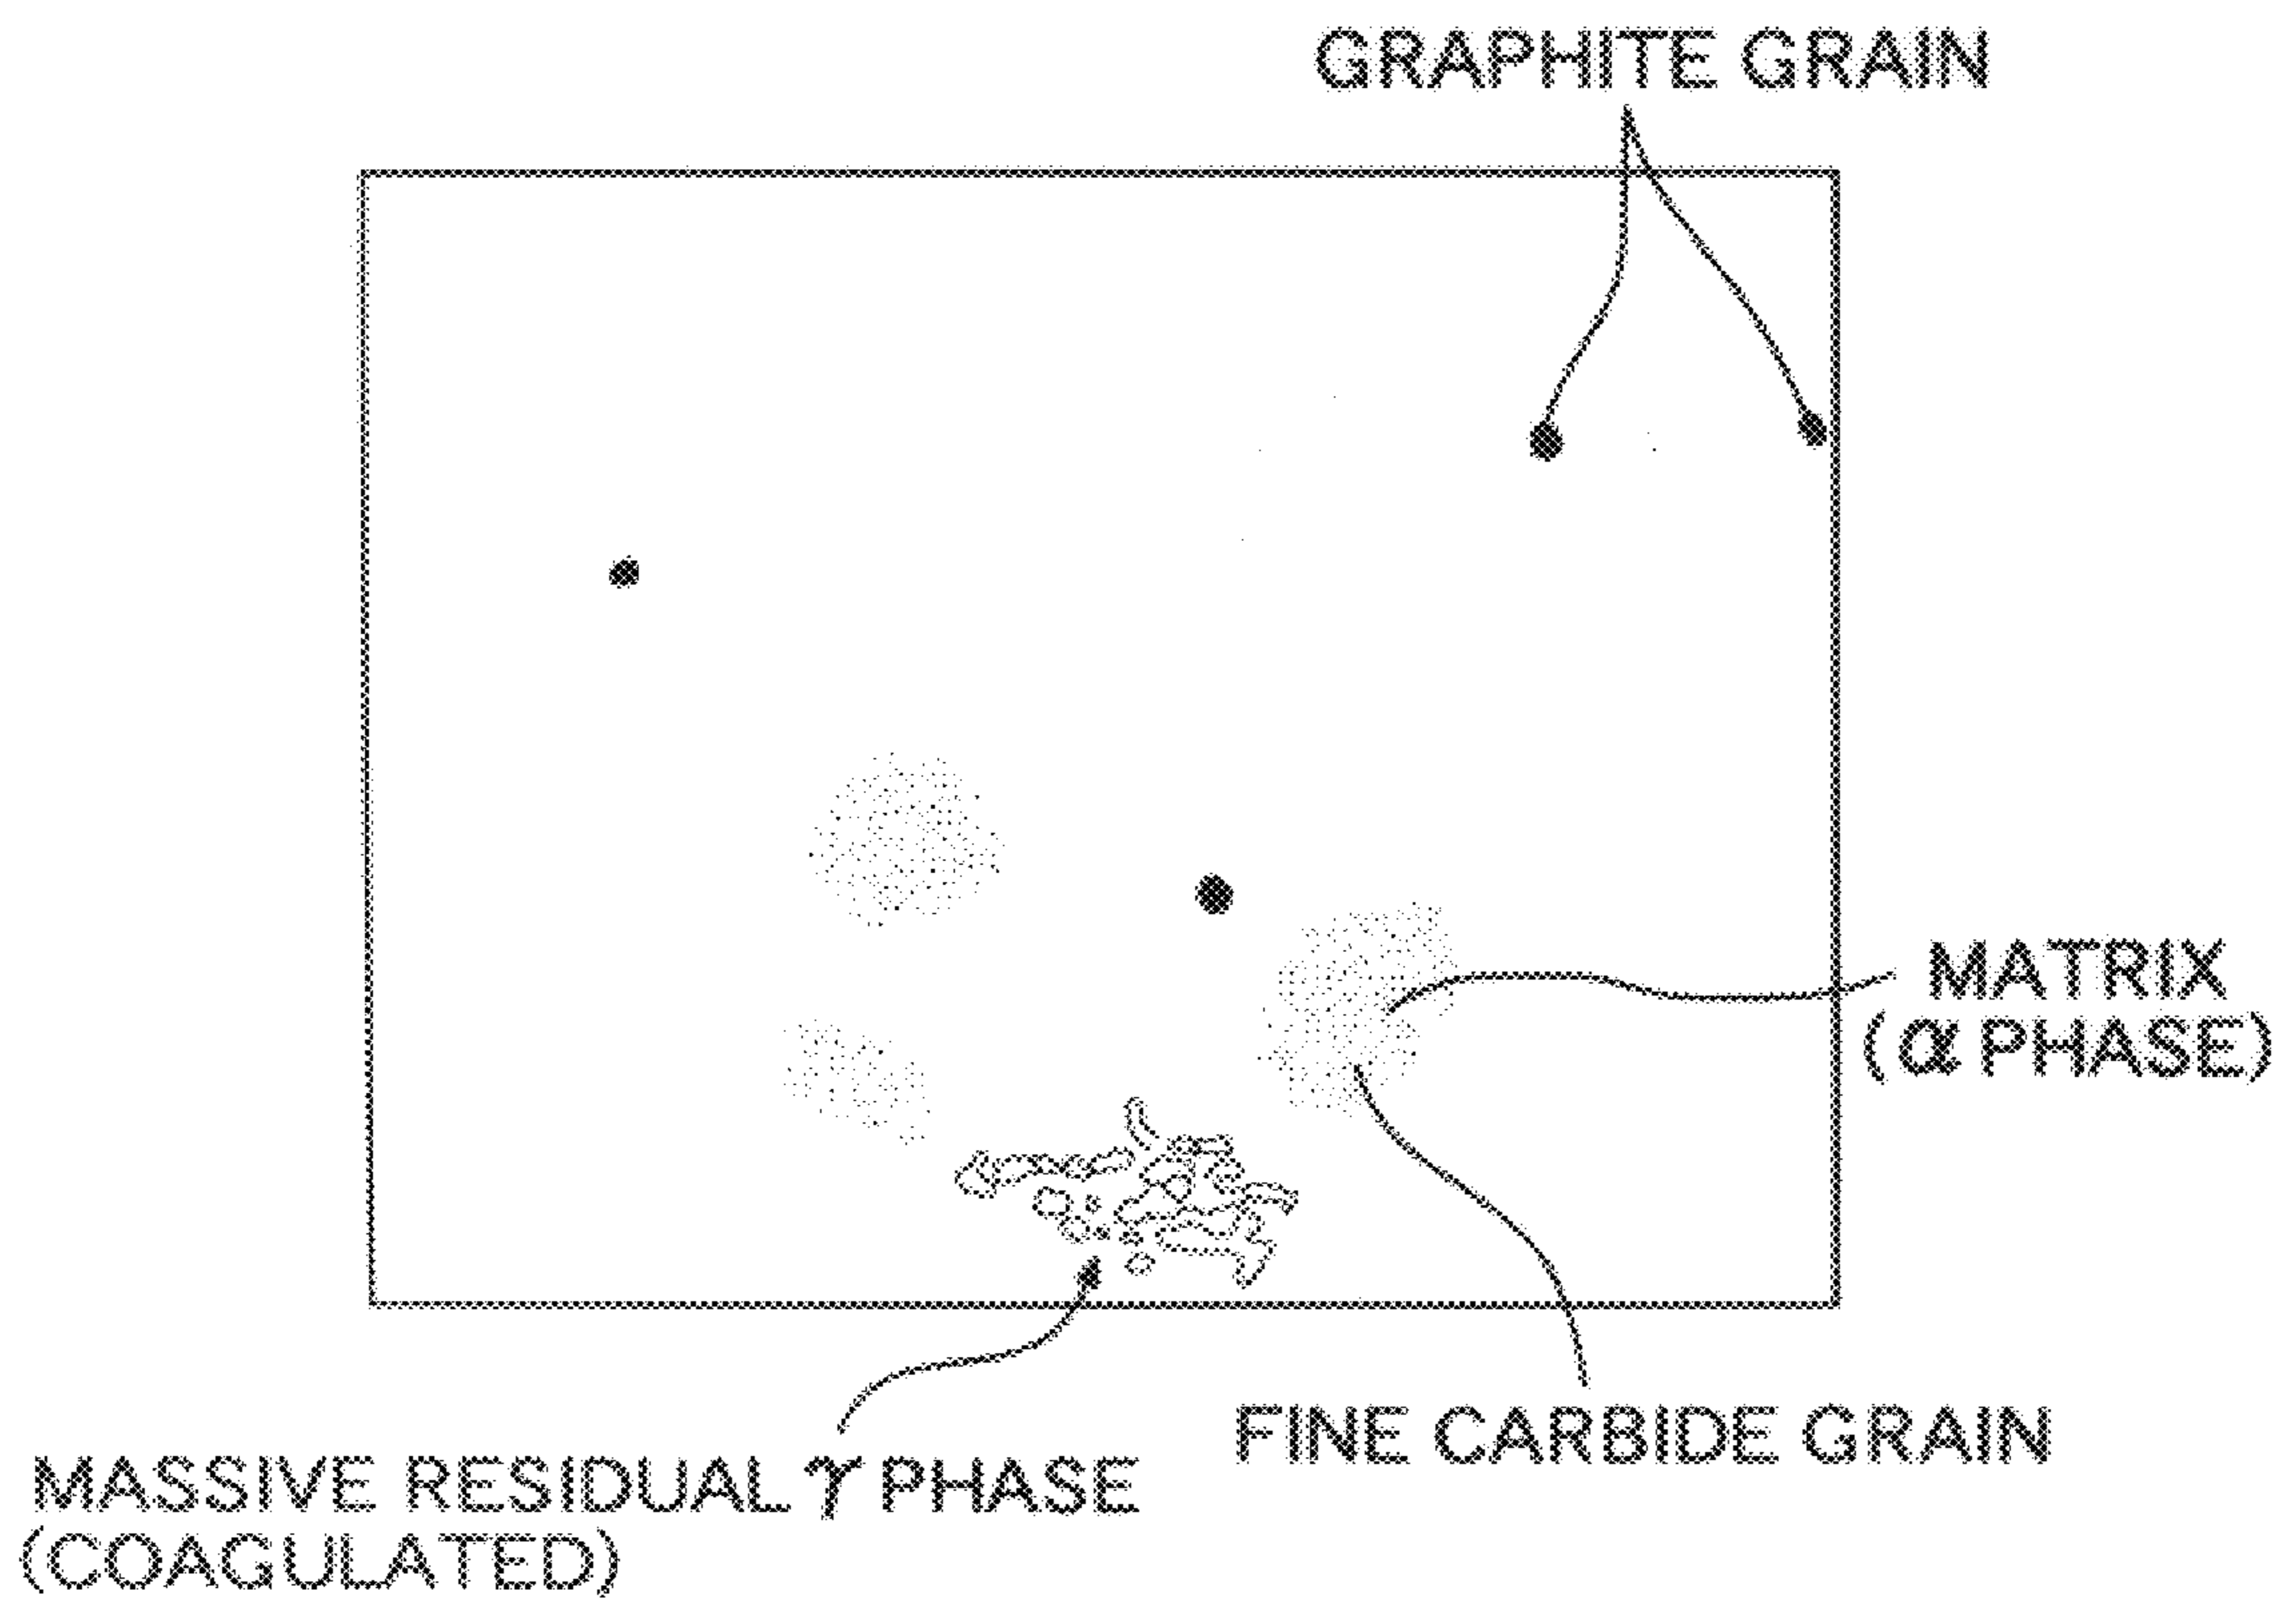 GRAPHITE GRAIN
MATRIX
(α PHASE)
FINE CARBIDE GRAIN
MASSIVE RESIDUAL γ PHASE
(COAGULATED)